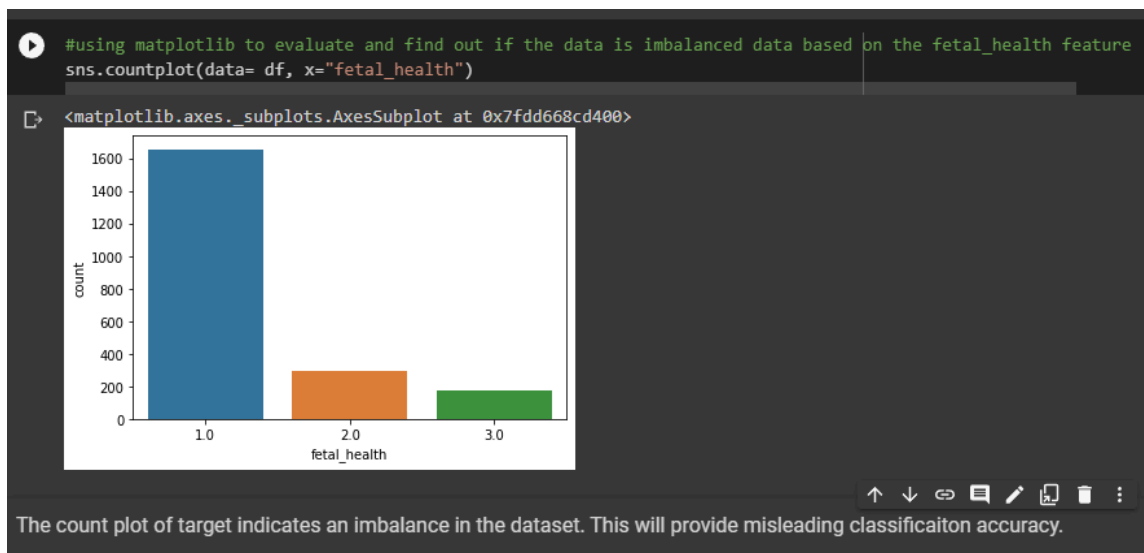 #using matplotlib to evaluate and find out if the data is imbalanced data based on the fetal_health feature
sns.countplot(data= df, x="fetal_health")
<matplotlib.axes._subplots.AxesSubplot at 0x7fdd668cd400>
1600
1400
1200
1000
800
600
400
200
0
count
1.0 2.0 3.0
fetal_health
The count plot of target indicates an imbalance in the dataset. This will provide misleading classificaiton accuracy.